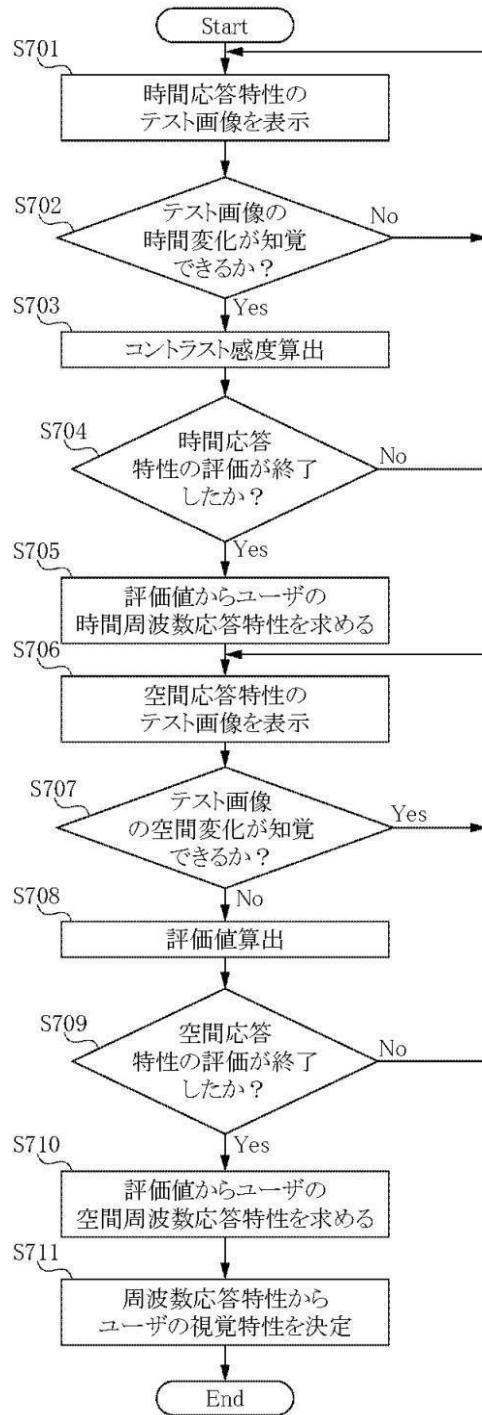 Start
S701
時間応答特性の
テスト画像を表示
S702
テスト画像の
時間変化が知覚
できるか？
No
Yes
S703
コントラスト感度算出
S704
時間応答
特性の評価が終了
したか？
No
Yes
S705
評価値からユーザの
時間周波数応答特性を求める
S706
空間応答特性の
テスト画像を表示
S707
テスト画像
の空間変化が知覚
できるか？
Yes
No
S708
評価値算出
S709
空間応答
特性の評価が終了
したか？
No
Yes
S710
評価値からユーザの
空間周波数応答特性を求める
S711
周波数応答特性から
ユーザの視覚特性を決定
End